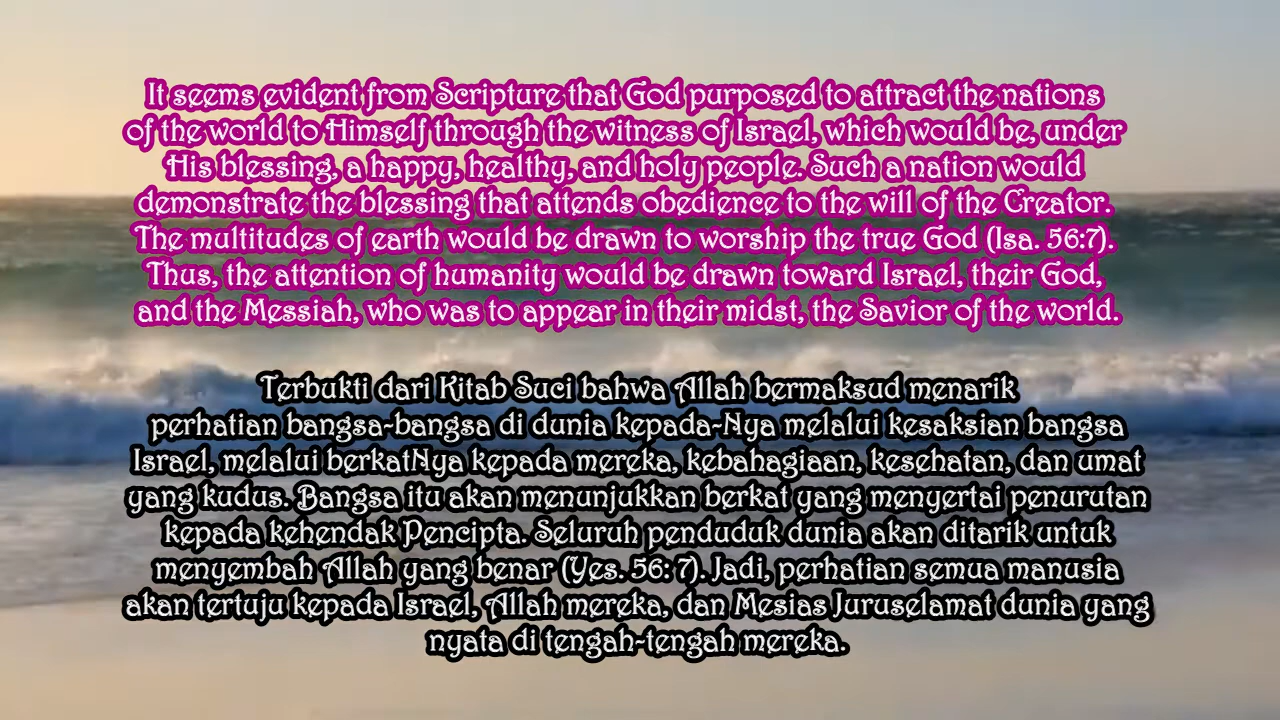 It seems evident from Scripture that God purposed to attract the nations
of the world to Himself through the witness of Israel, which would be, under
His blessing, a happy, healthy, and holy people. Such a nation would
demonstrate the blessing that attends obedience to the will of the Creator.
The multitudes of earth would be drawn to worship the true God (Isa. 56:7).
Thus, the attention of humanity would be drawn toward Israel, their God,
and the Messiah, who was to appear in their midst, the Savior of the world.
Terbukti dari Kitab Suci bahwa Allah bermaksud menarik
perhatian bangsa-bangsa di dunia kepada-Nya melalui kesaksian bangsa
Israel, melalui berkatNya kepada mereka, kebahagiaan, kesehatan, dan umat
yang kudus. Bangsa itu akan menunjukkan berkat yang menyertai penurutan
kepada kehendak Pencipta. Seluruh penduduk dunia akan ditarik untuk
menyembah Allah yang benar (Yes. 56: 7). Jadi, perhatian semua manusia
akan tertuju kepada Israel, Allah mereka, dan Mesias Juruselamat dunia yang
nyata di tengah-tengah mereka.